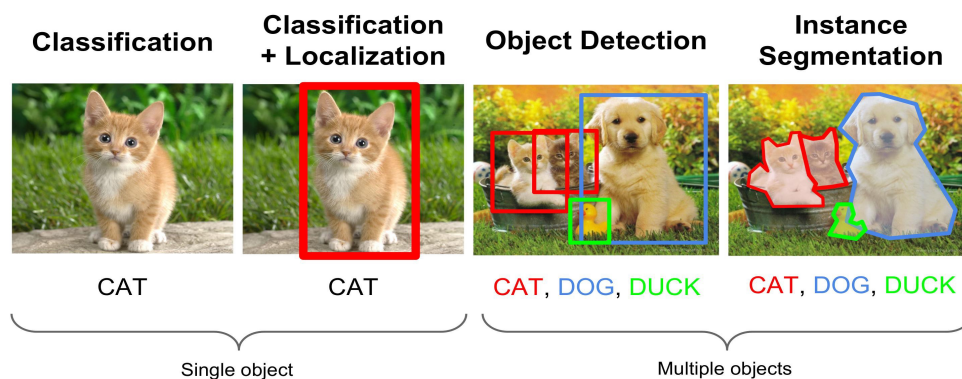 Classification
Classification
+ Localization
Object Detection
Instance
Segmentation
CAT
CAT
CAT, DOG, DUCK
CAT, DOG, DUCK
Single object
Multiple objects